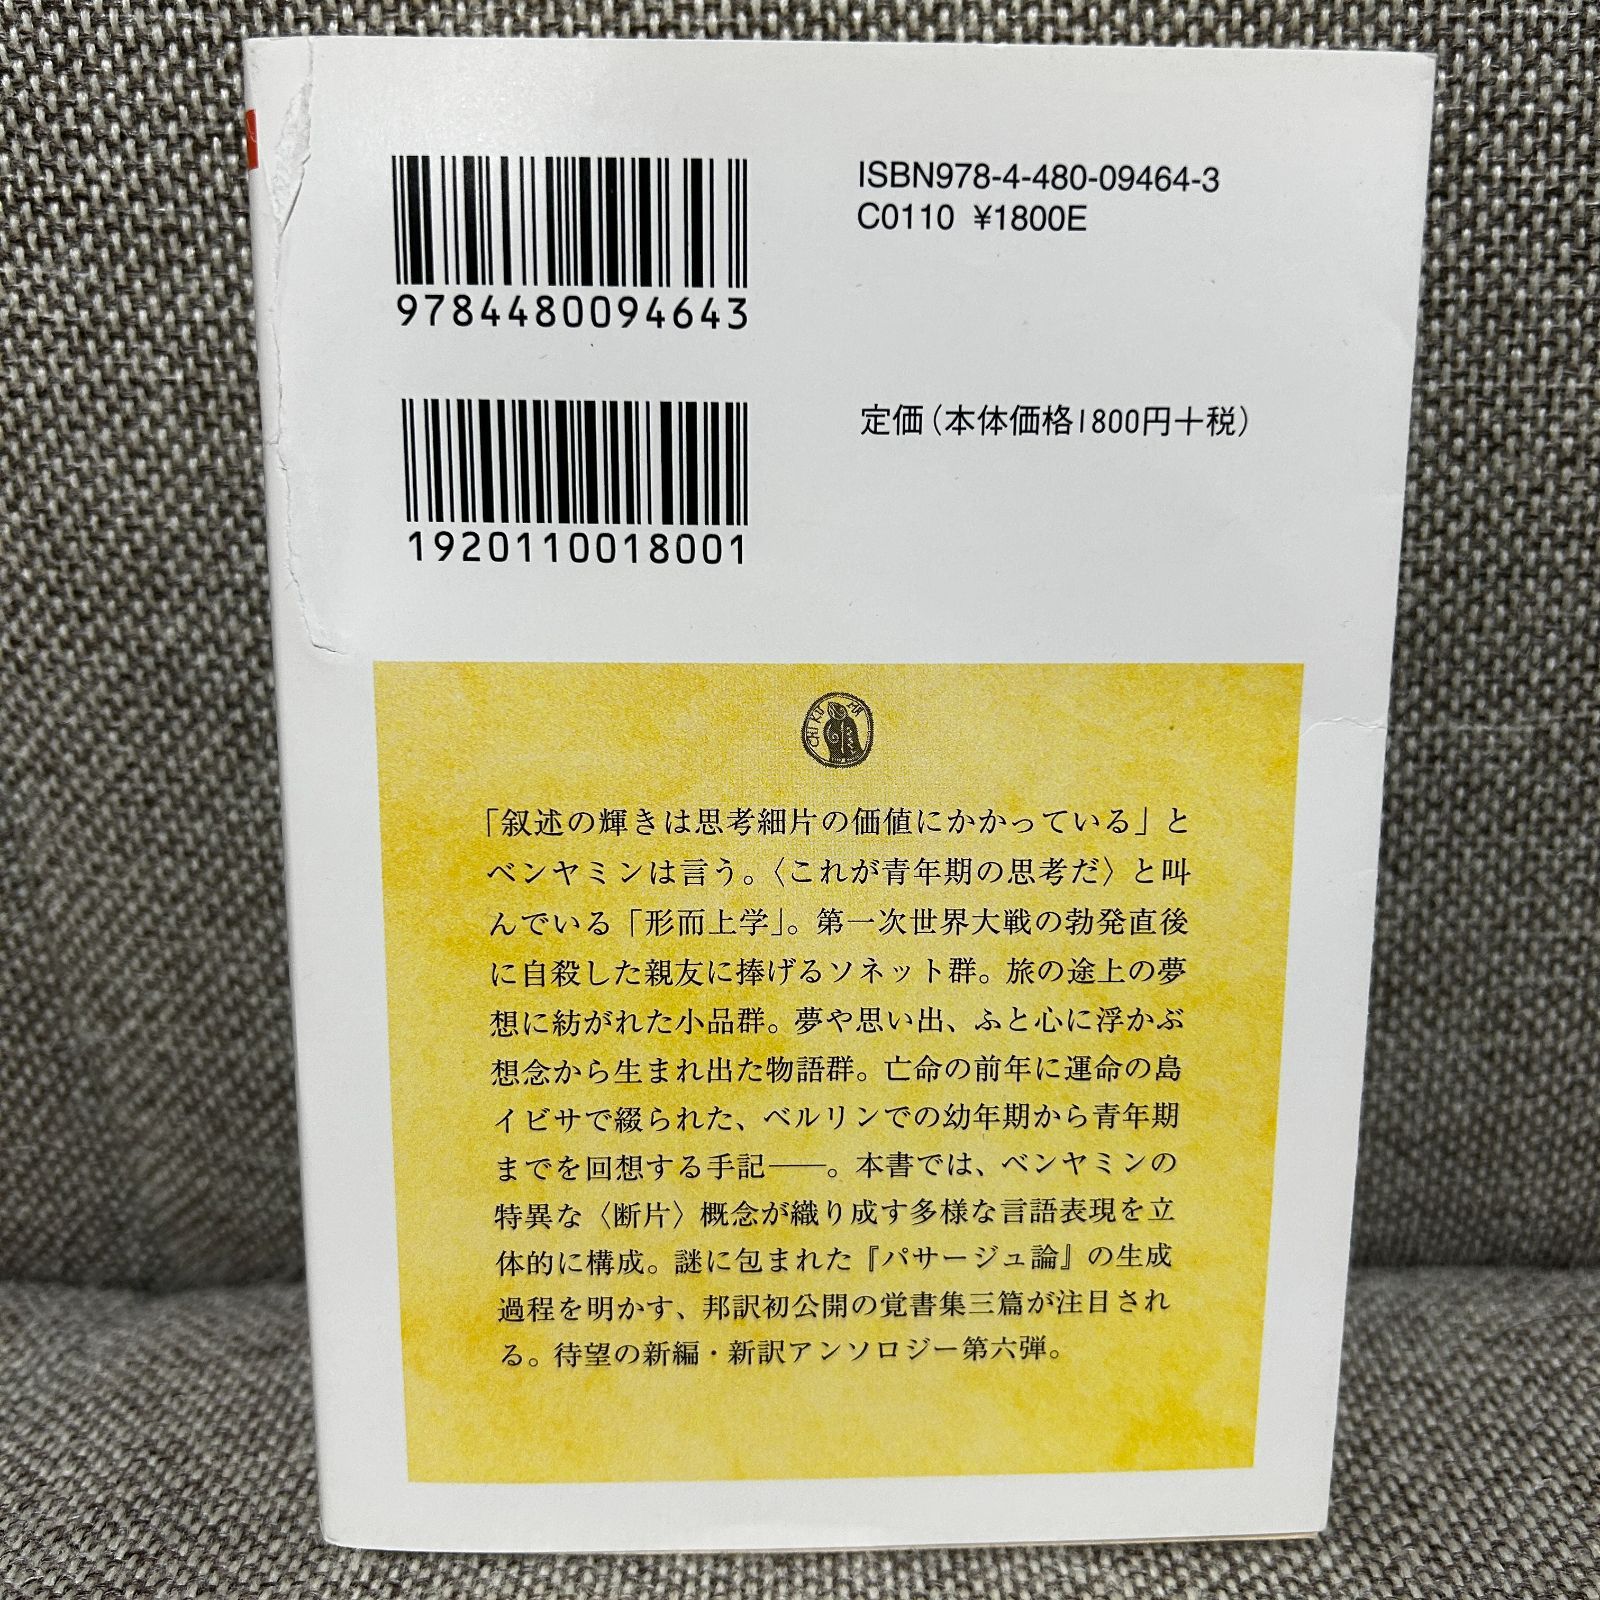 9784480094643
ISBN978-4-480-09464-3
C0110 ¥1800E
1920110018001
定価(本体価格1800円+税)
CHIKUMA
「叙述の輝きは思考細片の価値にかかっている」と
ベンヤミンは言う。〈これが青年期の思考だ〉と叫
んでいる「形而上学」。第一次世界大戦の勃発直後
に自殺した親友に捧げるソネット群。旅の途上の夢
想に紡がれた小品群。夢や思い出、ふと心に浮かぶ
想念から生まれ出た物語群。亡命の前年に運命の島
イビサで綴られた、ベルリンでの幼年期から青年期
までを回想する手記──。本書では、ベンヤミンの
特異な〈断片〉概念が織り成す多様な言語表現を立
体的に構成。謎に包まれた『パサージュ論』の生成
過程を明かす、邦訳初公開の覚書集三篇が注目され
る。待望の新編・新訳アンソロジー第六弾。